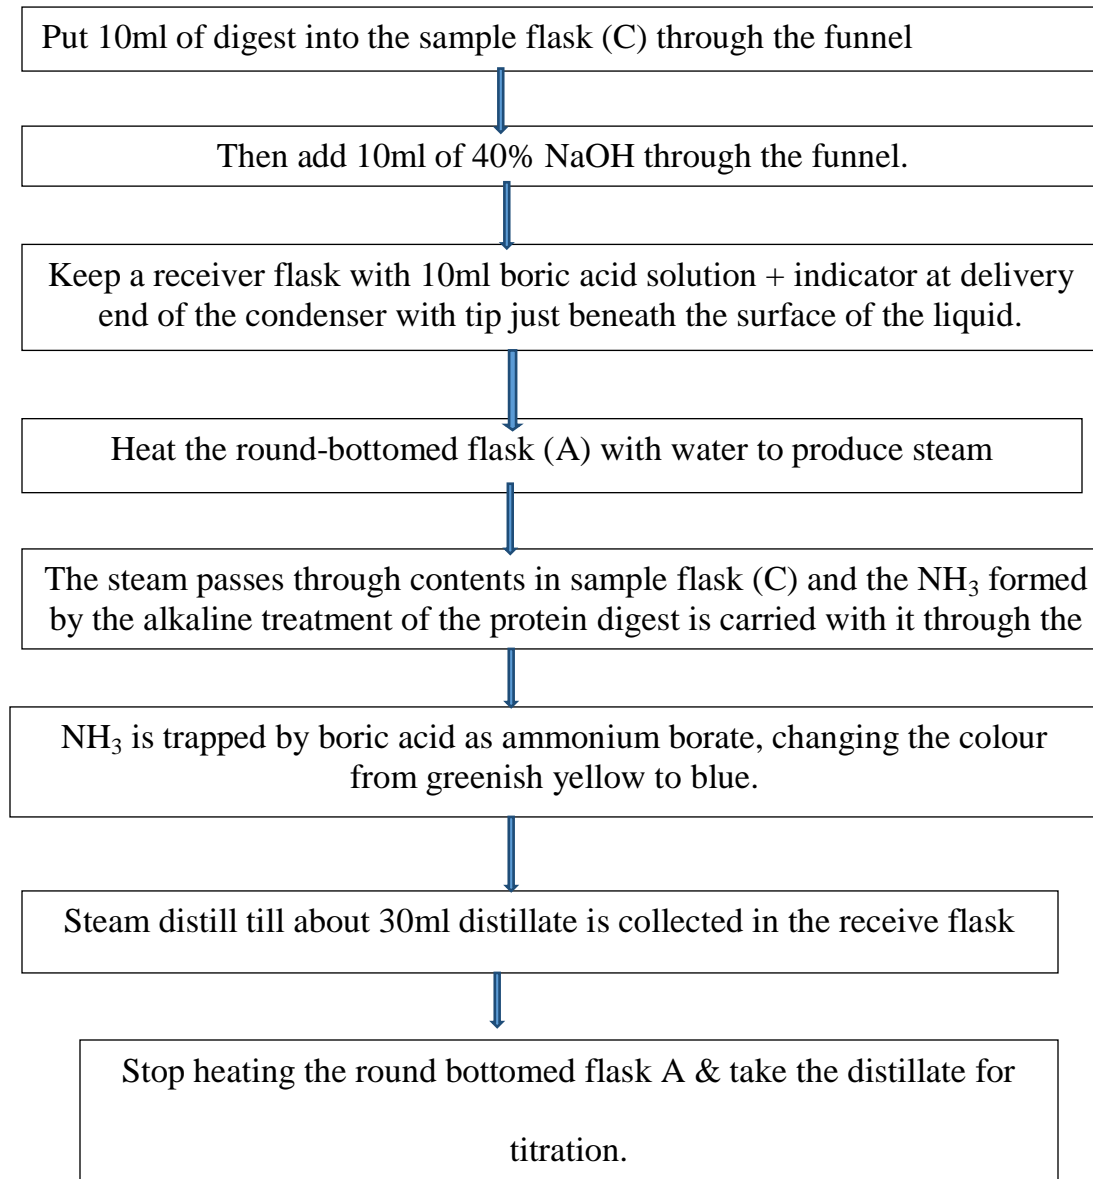 Put 10ml of digest into the sample flask (C) through the funnel
Then add 10ml of 40% NaOH through the funnel.
Keep a receiver flask with 10ml boric acid solution + indicator at delivery
end of the condenser with tip just beneath the surface of the liquid.
Heat the round-bottomed flask (A) with water to produce steam
The steam passes through contents in sample flask (C) and the NH₃ formed
by the alkaline treatment of the protein digest is carried with it through the
NH₃ is trapped by boric acid as ammonium borate, changing the colour
from greenish yellow to blue.
Steam distill till about 30ml distillate is collected in the receive flask
Stop heating the round bottomed flask A & take the distillate for
titration.